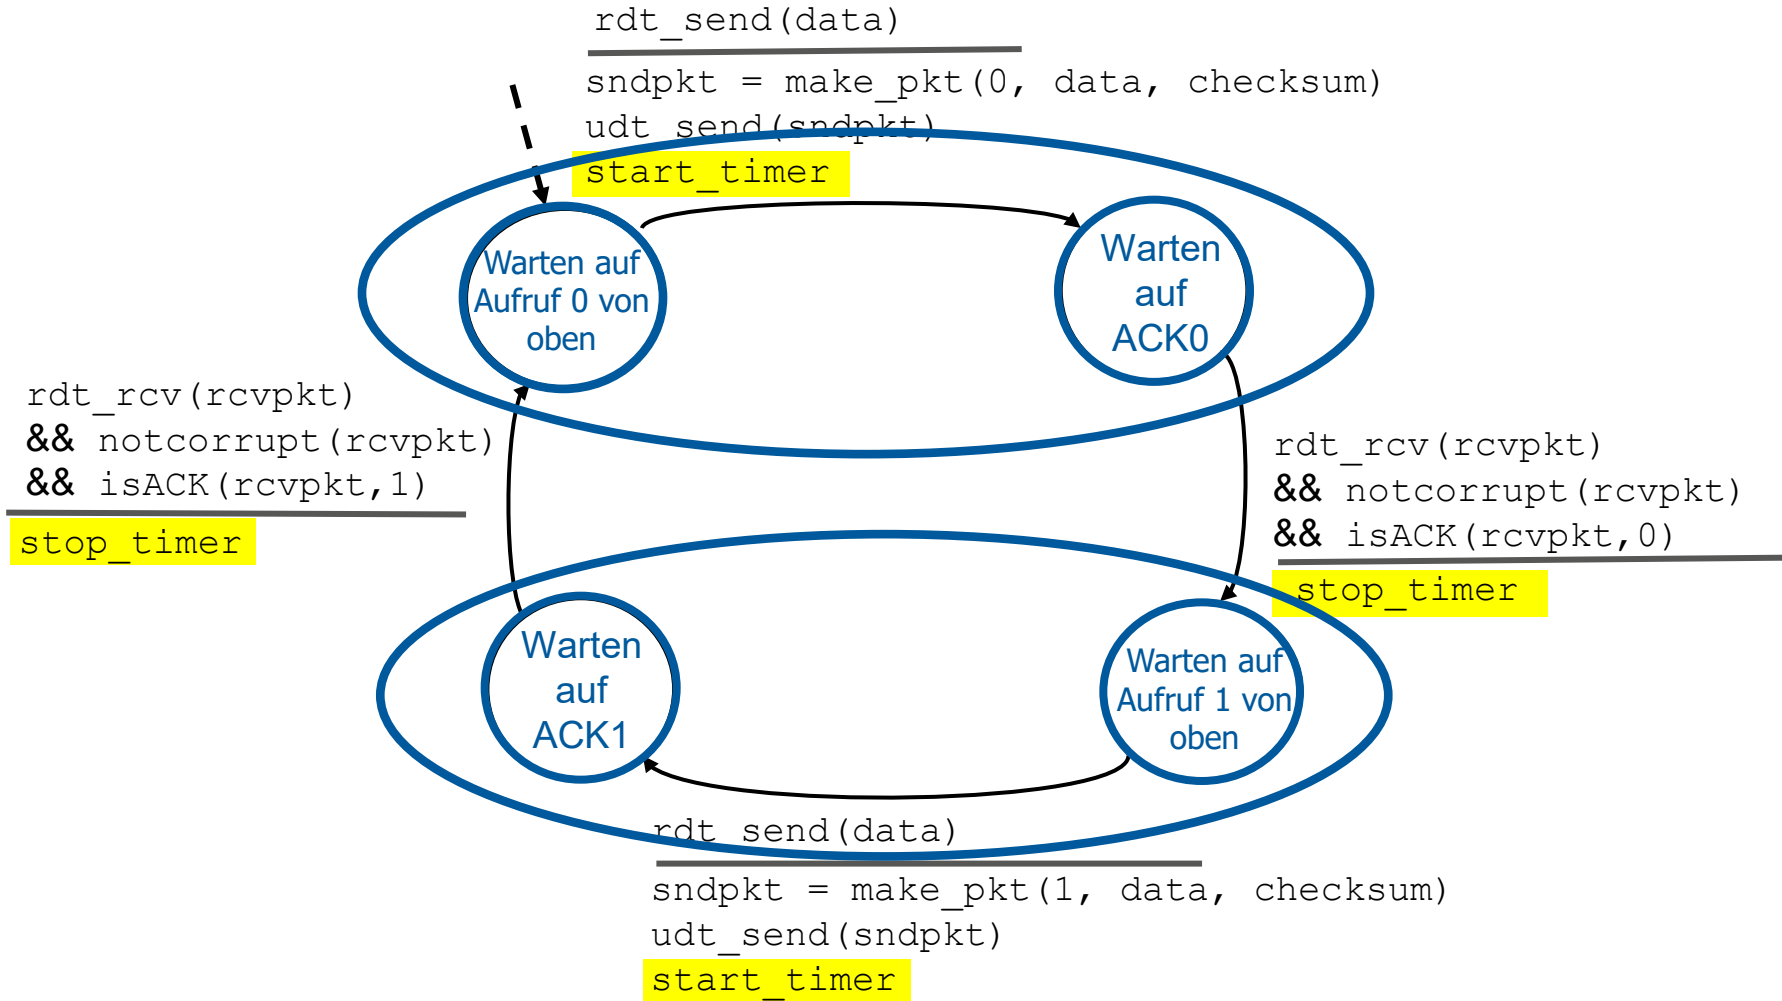 rdt_send(data)
sndpkt = make_pkt(0, data, checksum)
udt_send(sndpkt)
start_timer
Warten auf
Aufruf 0 von
oben
Warten
auf
ACK0
rdt_rcv(rcvpkt)
&& notcorrupt(rcvpkt)
&& isACK(rcvpkt,1)
stop_timer
rdt_rcv(rcvpkt)
&& notcorrupt(rcvpkt)
&& isACK(rcvpkt,0)
stop_timer
Warten
auf
ACK1
Warten auf
Aufruf 1 von
oben
rdt_send(data)
sndpkt = make_pkt(1, data, checksum)
udt_send(sndpkt)
start_timer